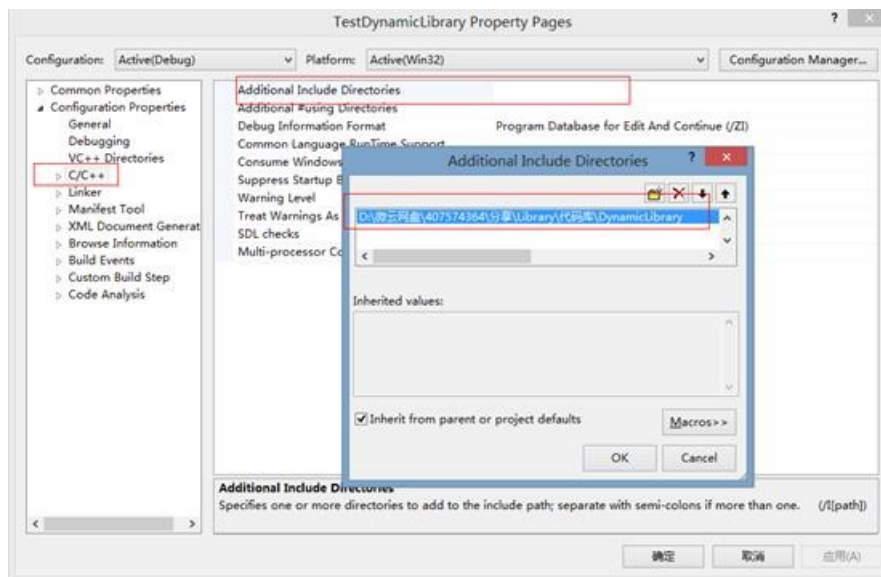 TestDynamicLibrary Property Pages
?
Configuration: Active(Debug) Platform: Active(Win32) Configuration Manager...
Common Properties
Configuration Properties
General
Debugging
VC++ Directories
C/C++
Linker
Manifest Tool
XML Document Generat
Browse Information
Build Events
Custom Build Step
Code Analysis
Additional Include Directories
Additional #using Directories
Debug Information Format Program Database for Edit And Continue (/ZI)
Common Language RunTime Support
Consume Windows
Suppress Startup B
Warning Level
Treat Warnings As
SDL checks
Multi-processor Co
Additional Include Directories
?
D:\微云网盘\407574364\分享\Library\代码库\DynamicLibrary
Inherited values:
Inherit from parent or project defaults
Macros>>
OK Cancel
Additional Include Directories
Specifies one or more directories to add to the include path; separate with semi-colons if more than one. (/I[path])
确定 取消 应用(A)